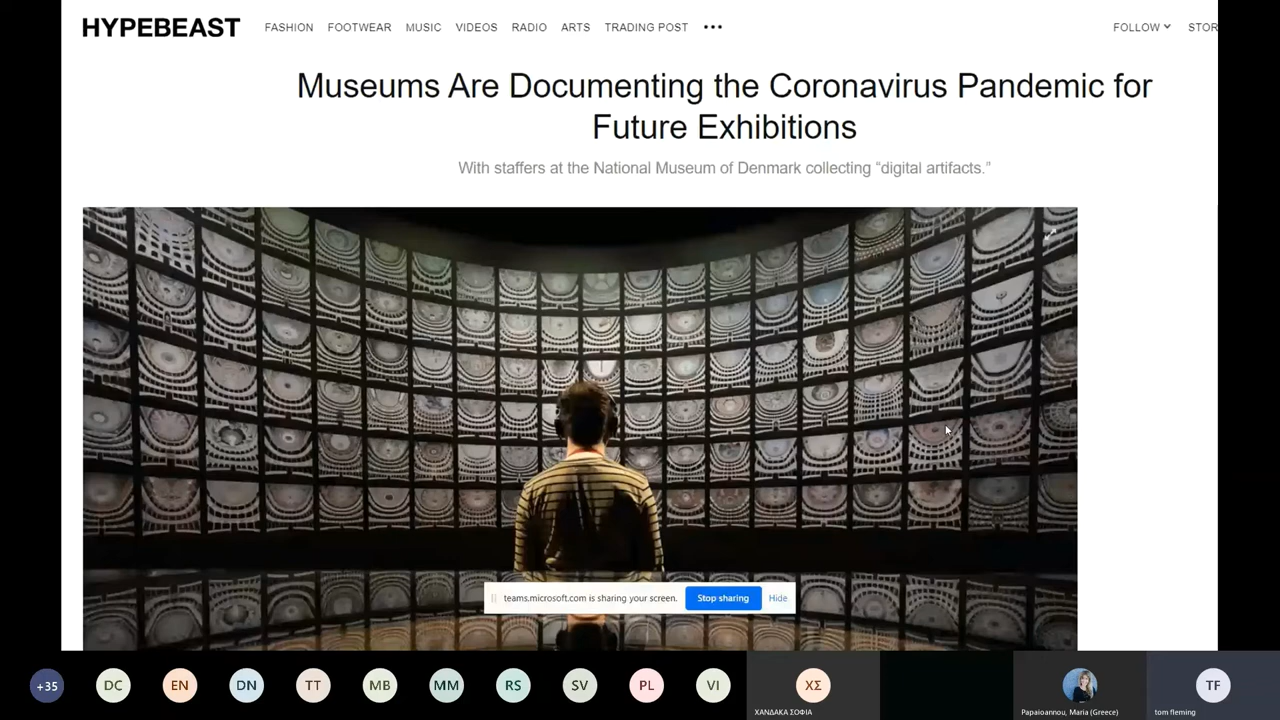 HYPEBEAST
FASHION FOOTWEAR MUSIC VIDEOS RADIO ARTS TRADING POST •••
FOLLOW STOR
Museums Are Documenting the Coronavirus Pandemic for
Future Exhibitions
With staffers at the National Museum of Denmark collecting “digital artifacts.”
teams.microsoft.com is sharing your screen. Stop sharing Hide
+35 DC EN DN TT MB MM RS SV PL VI ΧΣ TF
ΧΑΝΔΑΚΑ ΣΟΦΙΑ Papaioannou, Maria (Greece) tom fleming